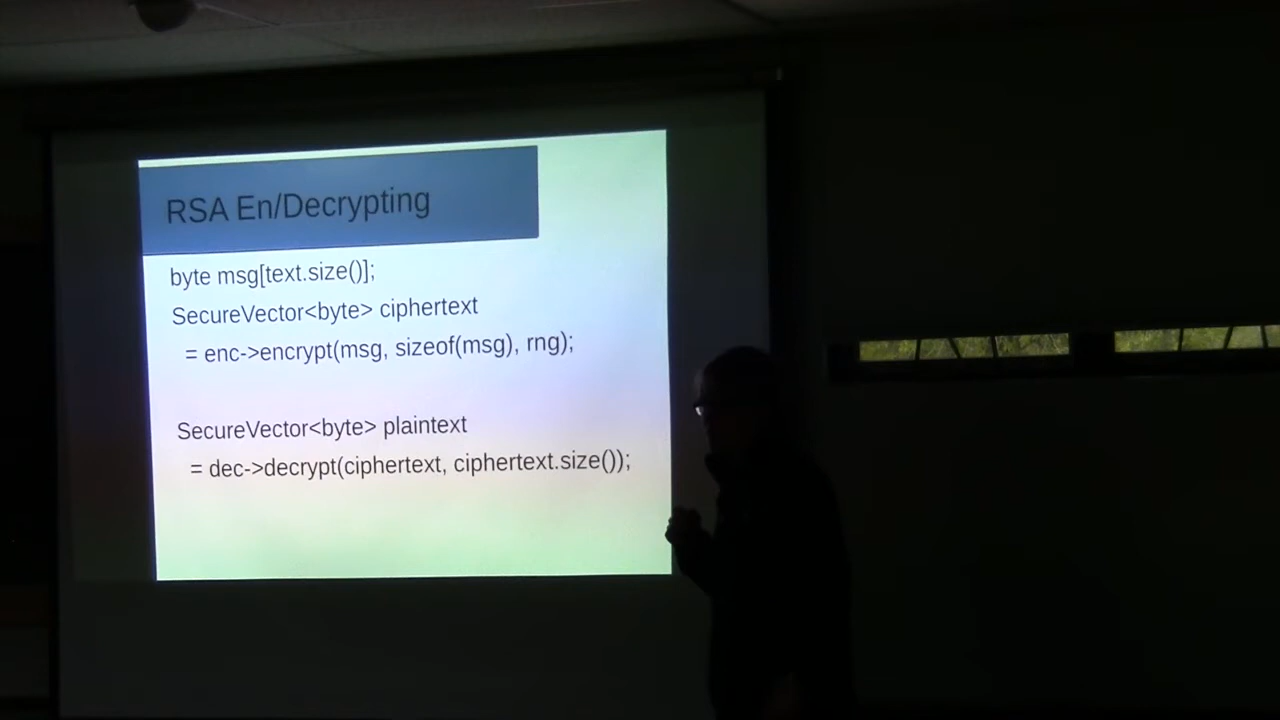 RSA En/Decrypting
byte msg[text.size()];
SecureVector<byte> ciphertext
= enc->encrypt(msg, sizeof(msg), rng);
SecureVector<byte> plaintext
= dec->decrypt(ciphertext, ciphertext.size());